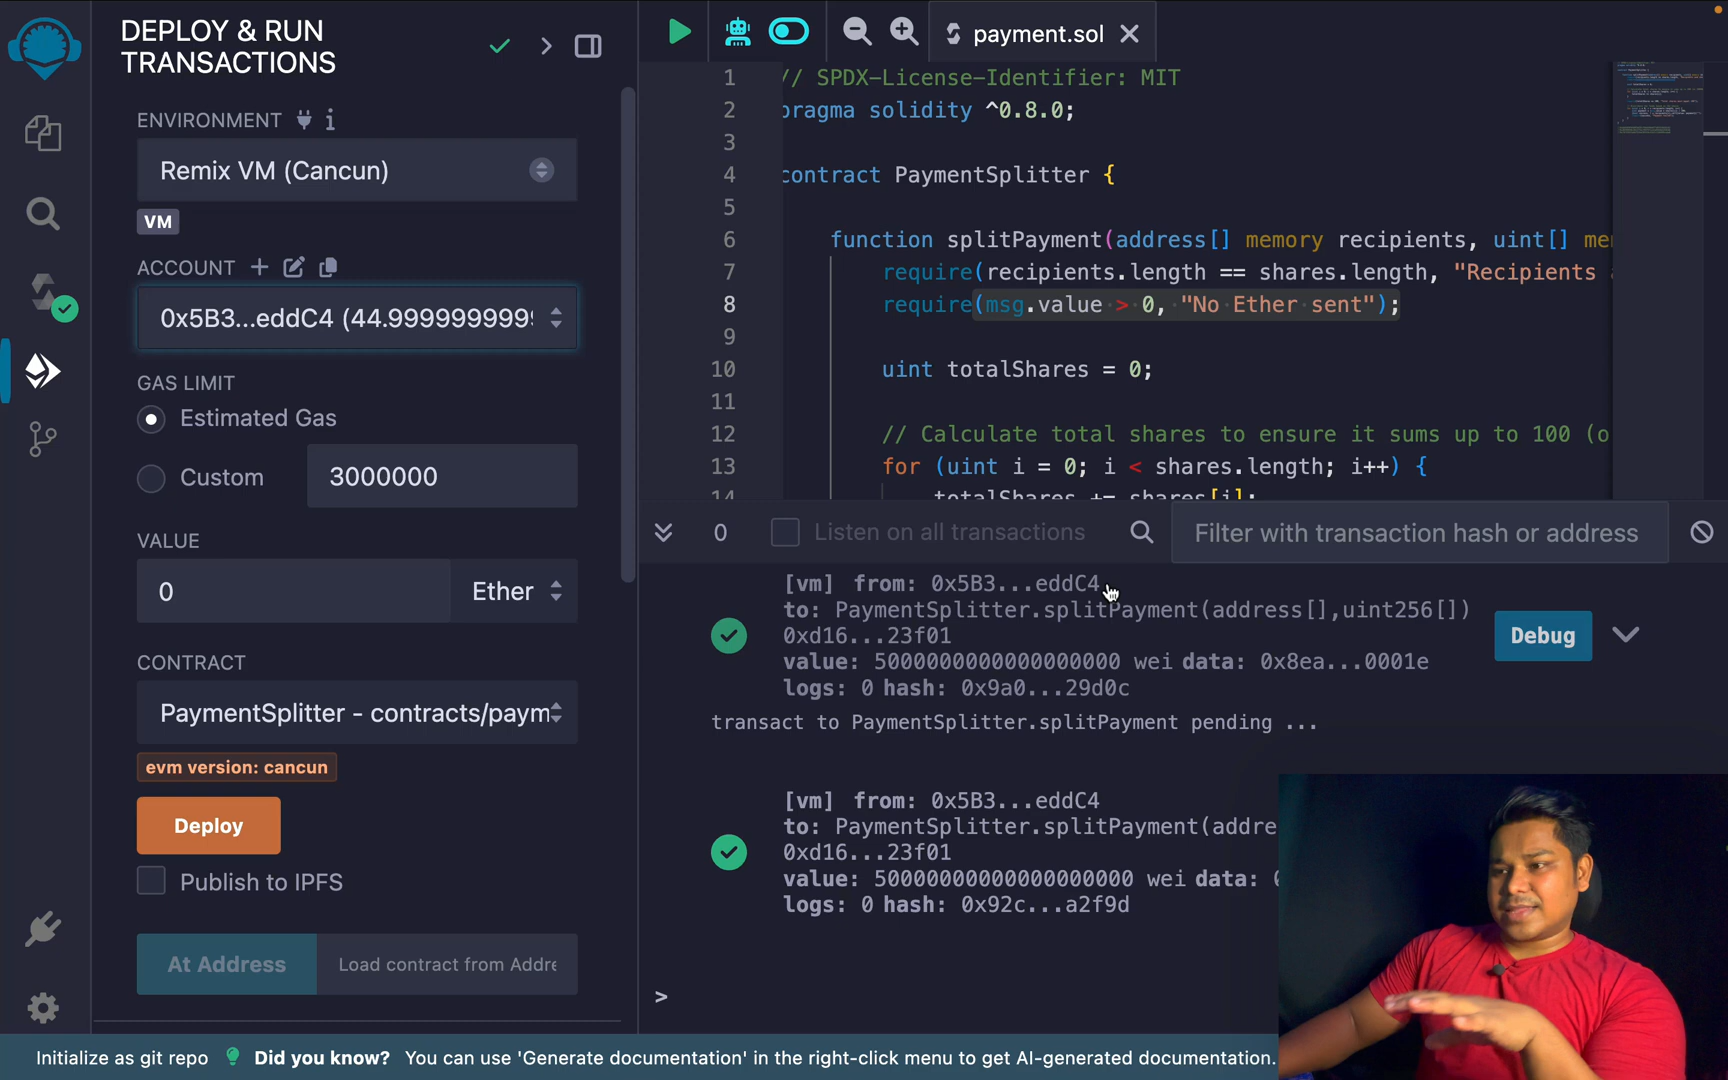 DEPLOY & RUN
TRANSACTIONS
ENVIRONMENT
Remix VM (Cancun)
VM
ACCOUNT
0x5B3...eddC4 (44.9999999999
GAS LIMIT
Estimated Gas
Custom
3000000
VALUE
0
Ether
CONTRACT
PaymentSplitter - contracts/paym
evm version: cancun
Deploy
Publish to IPFS
At Address
Load contract from Addre
payment.sol
1 // SPDX-License-Identifier: MIT
2 pragma solidity ^0.8.0;
3
4 contract PaymentSplitter {
5
6 function splitPayment(address[] memory recipients, uint[] me
7 require(recipients.length == shares.length, "Recipients
8 require(msg.value > 0, "No Ether sent");
9
10 uint totalShares = 0;
11
12 // Calculate total shares to ensure it sums up to 100 (o
13 for (uint i = 0; i < shares.length; i++) {
14 totalShares += shares[i];
0
Listen on all transactions
Filter with transaction hash or address
[vm] from: 0x5B3...eddC4
to: PaymentSplitter.splitPayment(address[],uint256[])
0xd16...23f01
value: 5000000000000000000 wei data: 0x8ea...0001e
logs: 0 hash: 0x9a0...29d0c
Debug
transact to PaymentSplitter.splitPayment pending ...
[vm] from: 0x5B3...eddC4
to: PaymentSplitter.splitPayment(addre
0xd16...23f01
value: 50000000000000000000 wei data:
logs: 0 hash: 0x92c...a2f9d
>
Initialize as git repo
Did you know? You can use 'Generate documentation' in the right-click menu to get AI-generated documentation.